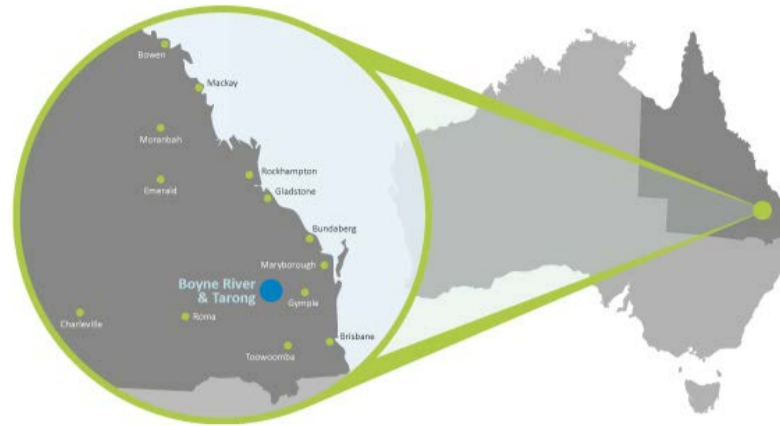 Bowen
Mackay
Moranbah
Rockhampton
Emerald
Gladstone
Bundaberg
Maryborough
Boyne River
& Tarong
Gympie
Charleville
Roma
Brisbane
Toowoomba